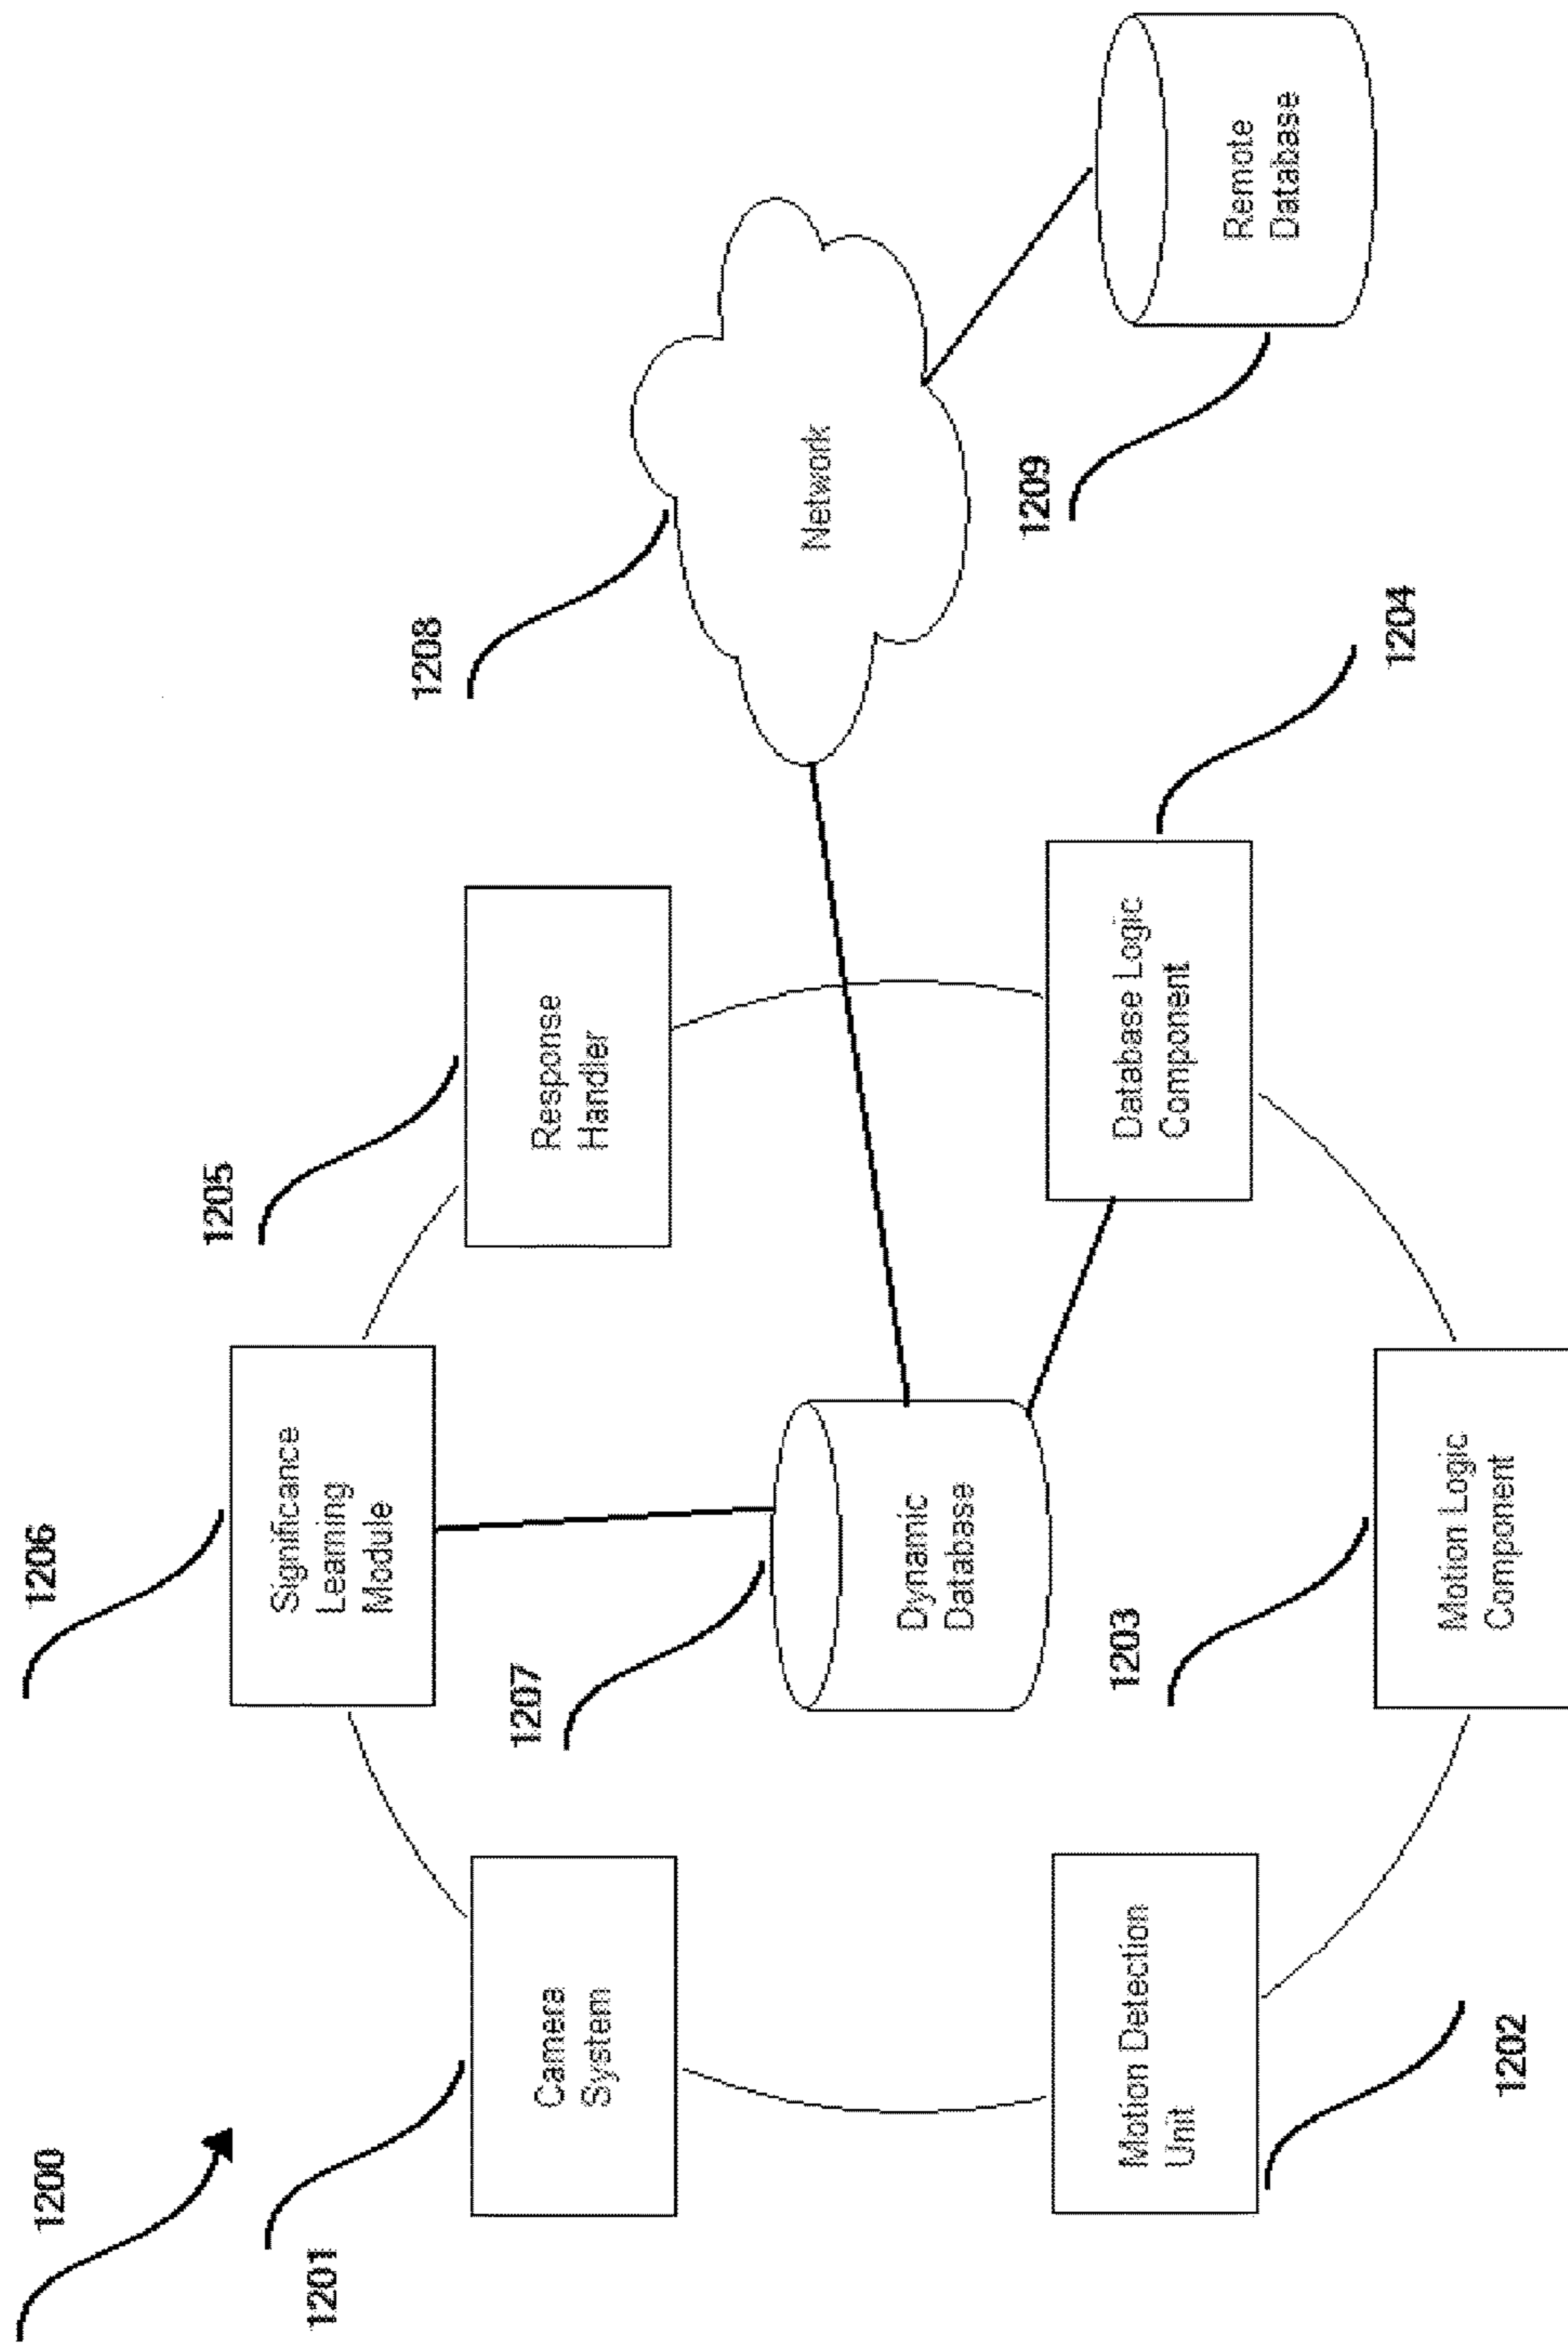 1200
1206
Significance
Learning
Module
1205
1201
Camera
System
Response
Handler
1208
1207
Dynamic
Database
Network
1202
Motion Detection
Unit
1203
Database Logic
Component
1209
Remote
Database
Motion Logic
Component
1204